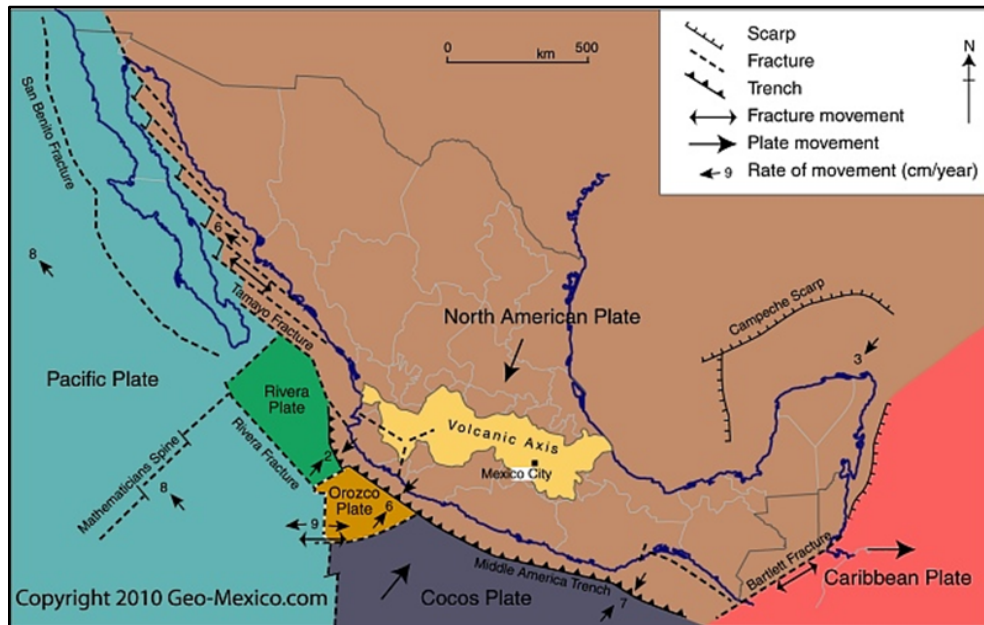 0 500
km
Scarp
Fracture
Trench
Fracture movement
Plate movement
9 Rate of movement (cm/year)
N
San Benito Fracture
8
6
Tamayo Fracture
North American Plate
Campeche Scarp
3
Pacific Plate
Rivera
Plate
Volcanic Axis
Mexico City
Mathematicians Spine
8
Rivera Fracture
2
Orozco
Plate
6
9
Middle America Trench
7
Bartlett Fracture
Caribbean Plate
Cocos Plate
Copyright 2010 Geo-Mexico.com